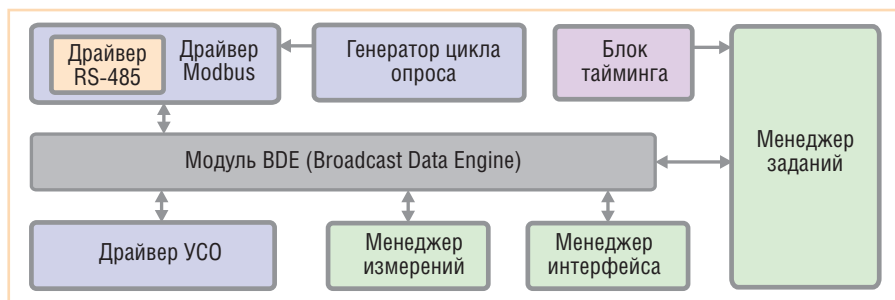 Драйвер
RS-485
Драйвер
Modbus
Генератор цикла
опроса
Блок
тайминга
Менеджер
заданий
Модуль BDE (Broadcast Data Engine)
Драйвер УСО
Менеджер
измерений
Менеджер
интерфейса